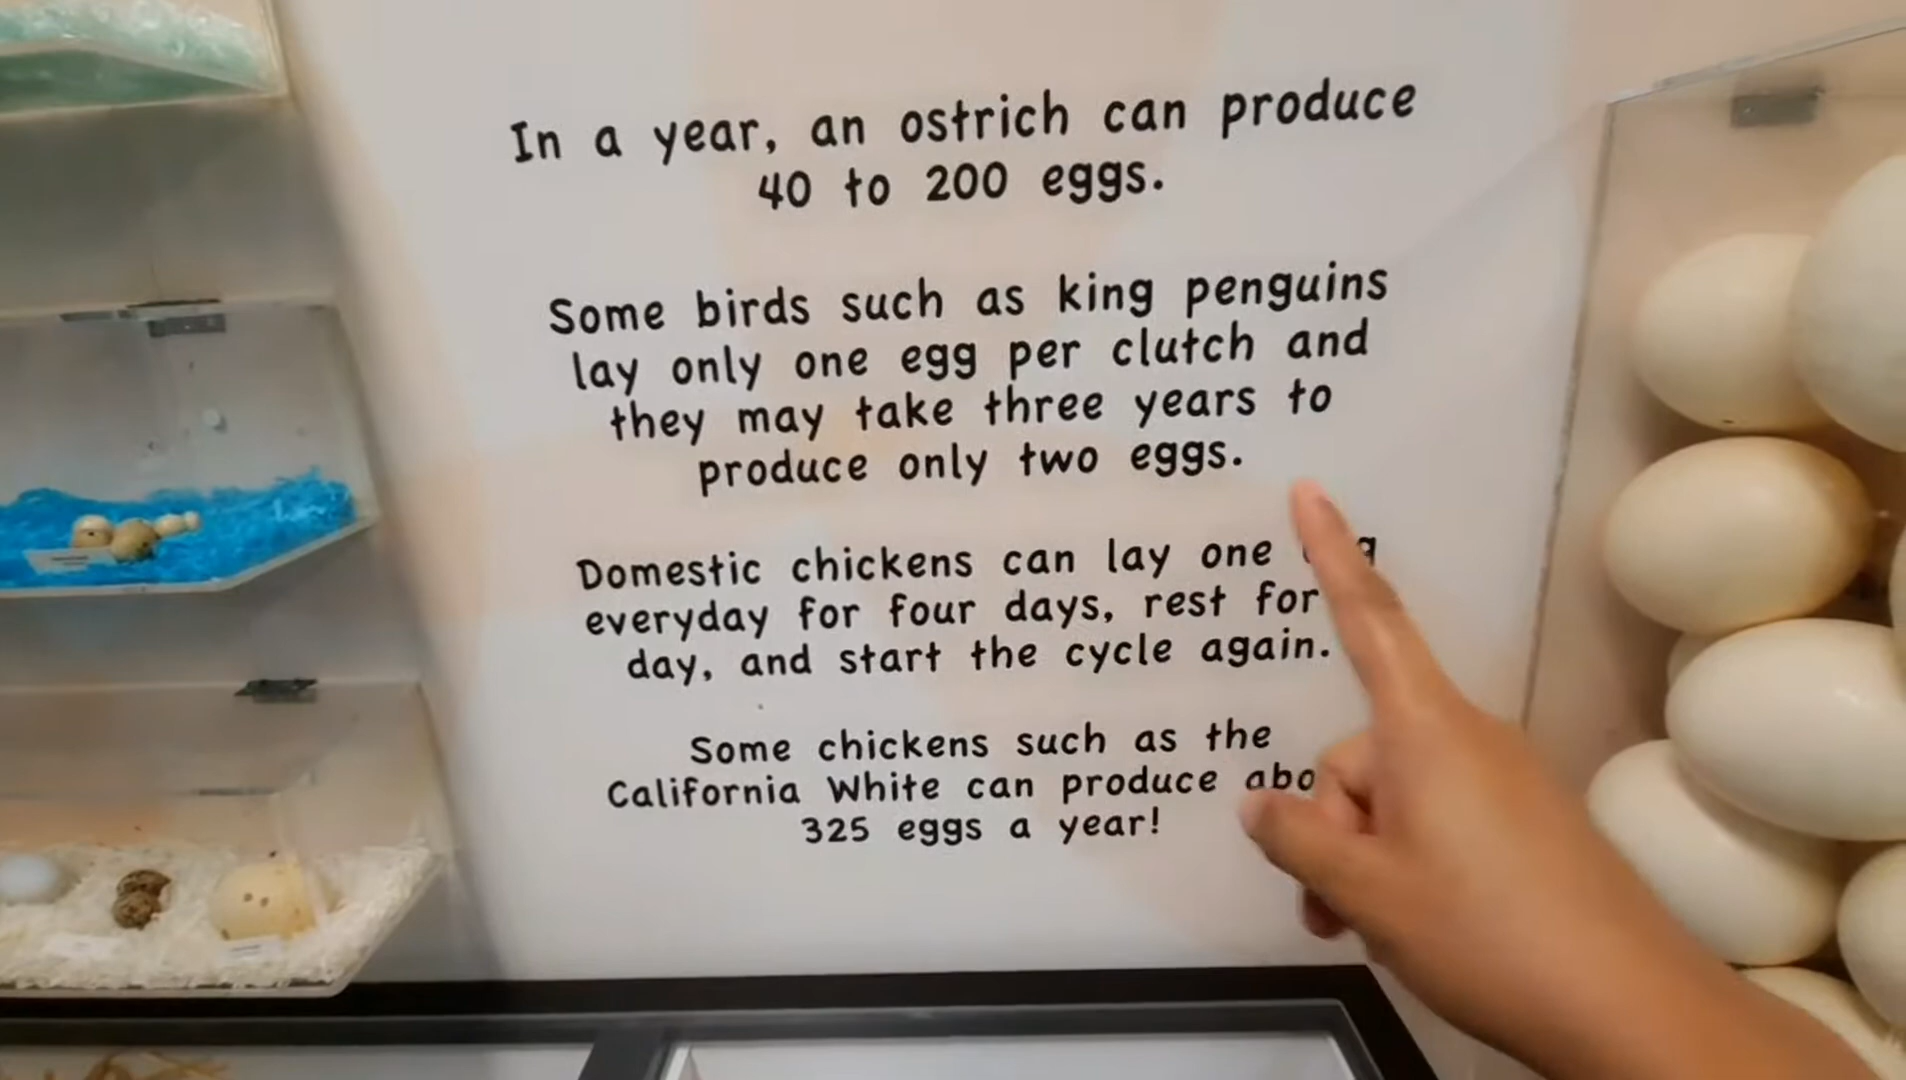 In a year, an ostrich can produce
40 to 200 eggs.
Some birds such as king penguins
lay only one egg per clutch and
they may take three years to
produce only two eggs.
Domestic chickens can lay one
everyday for four days, rest for
day, and start the cycle again.
Some chickens such as the
California White can produce
325 eggs a year!